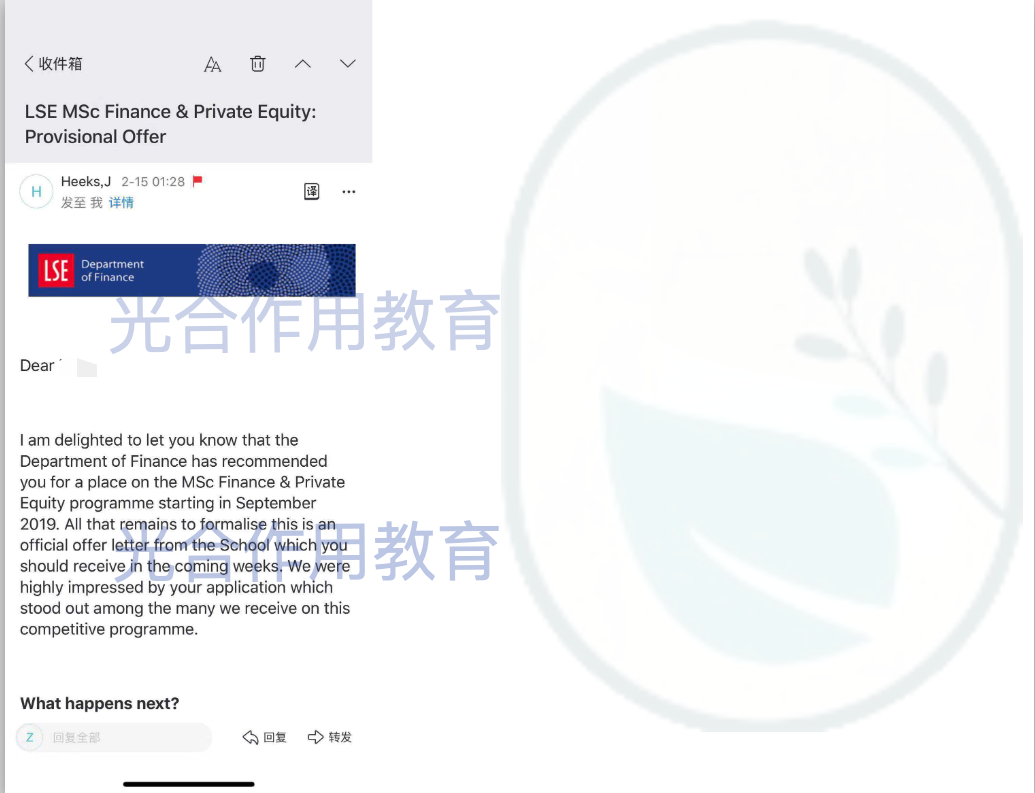 收件箱
LSE MSc Finance & Private Equity:
Provisional Offer
H
Heeks,J 2-15 01:28
译
发至 我 详情
LSE Department
of Finance
光合作用教育
Dear
I am delighted to let you know that the
Department of Finance has recommended
you for a place on the MSc Finance & Private
Equity programme starting in September
2019. All that remains to formalise this is an
official offer letter from the School which you
should receive in the coming weeks. We were
highly impressed by your application which
stood out among the many we receive on this
competitive programme.
光合作用教育
What happens next?
Z 回复全部 回复 转发